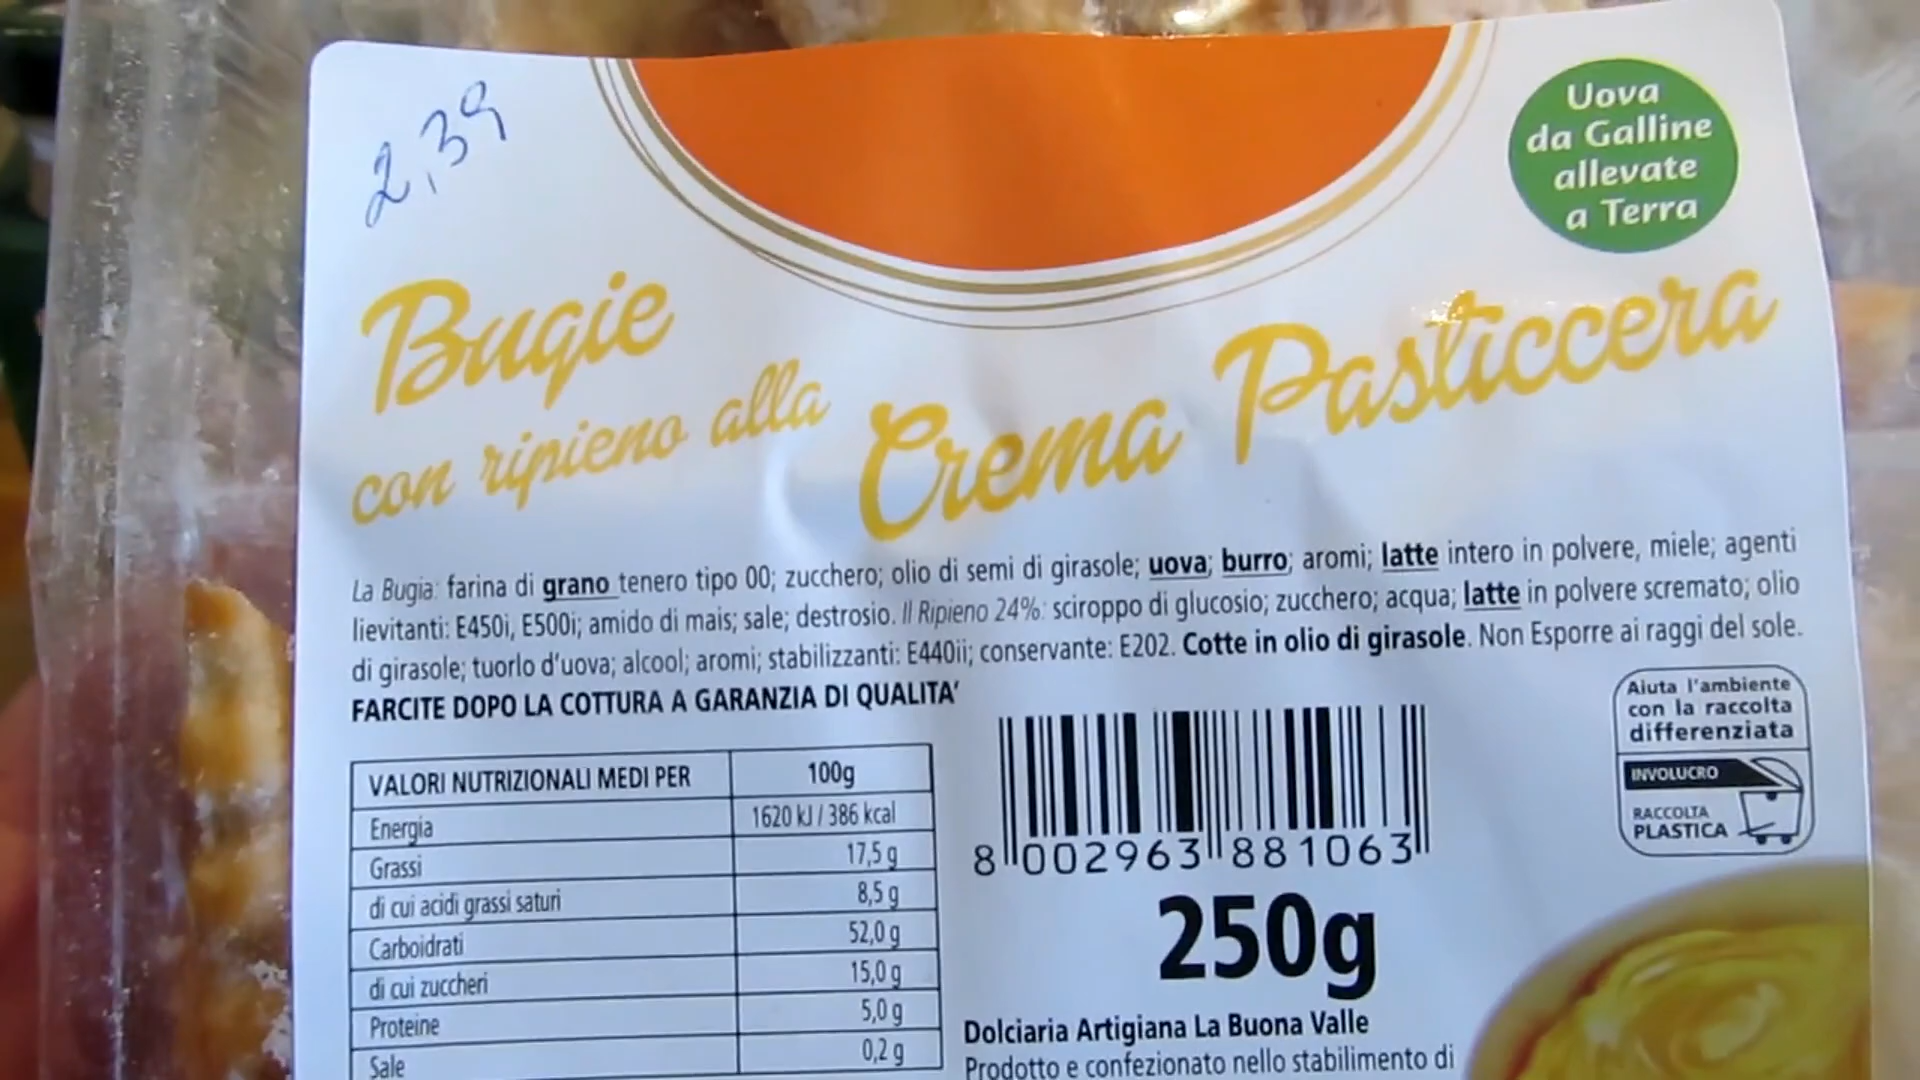 2,39
Uova
da Galline
allevate
a Terra
Bugie
con ripieno alla
Crema Pasticcera
La Bugia: farina di grano tenero tipo 00; zucchero; olio di semi di girasole; uova; burro; aromi; latte intero in polvere, miele; agenti
lievitanti: E450i, E500i; amido di mais; sale; destrosio. Il Ripieno 24%: sciroppo di glucosio; zucchero; acqua; latte in polvere scremato; olio
di girasole; tuorlo d'uova; alcool; aromi; stabilizzanti: E440ii; conservante: E202. Cotte in olio di girasole. Non Esporre ai raggi del sole.
FARCITE DOPO LA COTTURA A GARANZIA DI QUALITA'
VALORI NUTRIZIONALI MEDI PER 100g
Energia 1620 kJ / 386 kcal
Grassi 17,5 g
di cui acidi grassi saturi 8,5 g
Carboidrati 52,0 g
di cui zuccheri 15,0 g
Proteine 5,0 g
Sale 0,2 g
8 002963 881063
250g
Dolciaria Artigiana La Buona Valle
Prodotto e confezionato nello stabilimento di
Aiuta l'ambiente
con la raccolta
differenziata
INVOLUCRO
RACCOLTA
PLASTICA